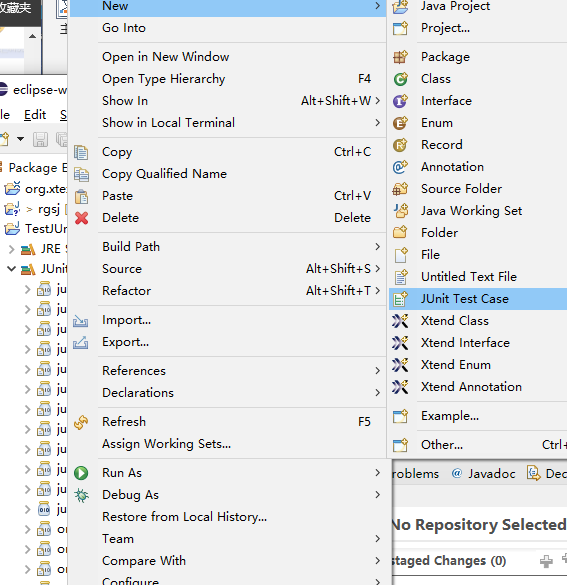 收藏夹
New
Go Into
Open in New Window
Open Type Hierarchy F4
Show In Alt+Shift+W
Show in Local Terminal
Copy Ctrl+C
Copy Qualified Name
Paste Ctrl+V
Delete Delete
Build Path
Source Alt+Shift+S
Refactor Alt+Shift+T
Import...
Export...
References
Declarations
Refresh F5
Assign Working Sets...
Run As
Debug As
Restore from Local History...
Team
Compare With
Configure
Java Project
Project...
Package
Class
Interface
Enum
Record
Annotation
Source Folder
Java Working Set
Folder
File
Untitled Text File
JUnit Test Case
Xtend Class
Xtend Interface
Xtend Enum
Xtend Annotation
Example...
Other... Ctrl+
eclipse-w
le Edit S
Package E
org.xte
> rgsj
TestJUn
JRE S
JUnit
ju
ju
ju
ju
ju
ju
ju
ju
ju
ju
ju
ju
or
or
or
roblems @ Javadoc Dec
No Repository Selected
staged Changes (0)